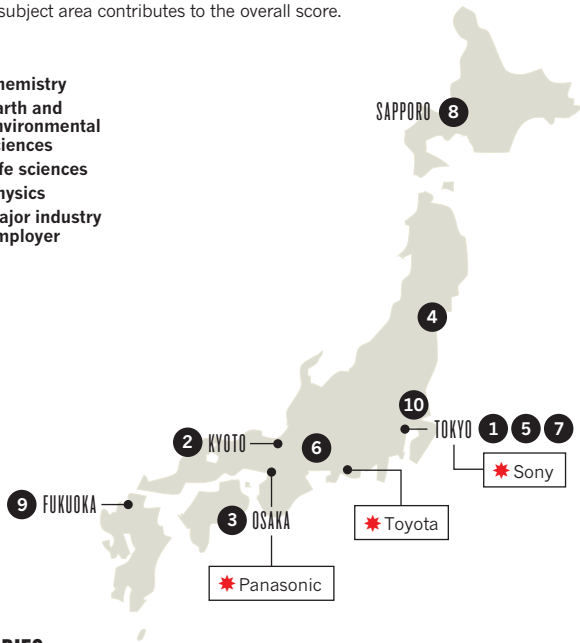 subject area contributes to the overall score.
hemistry
arth and
nvironmental
ciences
fe sciences
hysics
ajor industry
mployer
SAPPORO 8
4
10
TOKYO 1 5 7
2 KYOTO
6
Sony
9 FUKUOKA
3 OSAKA
Toyota
Panasonic